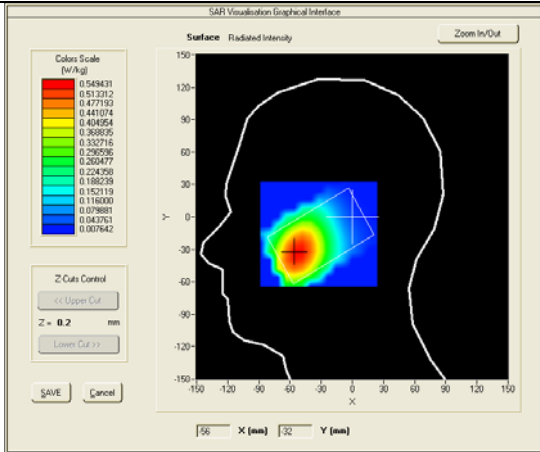 SAR Visualisation Graphical Interface
Surface Radiated Intensity
Zoom In/Out
Colors Scale
(W/kg)
0.549431
0.513312
0.477193
0.441074
0.404954
0.368835
0.332716
0.296596
0.260477
0.224358
0.188239
0.152119
0.116000
0.079881
0.043761
0.007642
Z Cuts Control
<< Upper Cut
Z = 0.2 mm
Lower Cut >>
SAVE Cancel
150-
120-
90-
60-
30-
0-
-30-
-60-
-90-
-120-
-150-
Y
-150 -120 -90 -60 -30 0 30 60 90 120 150
X
-56 X (mm) -32 Y (mm)